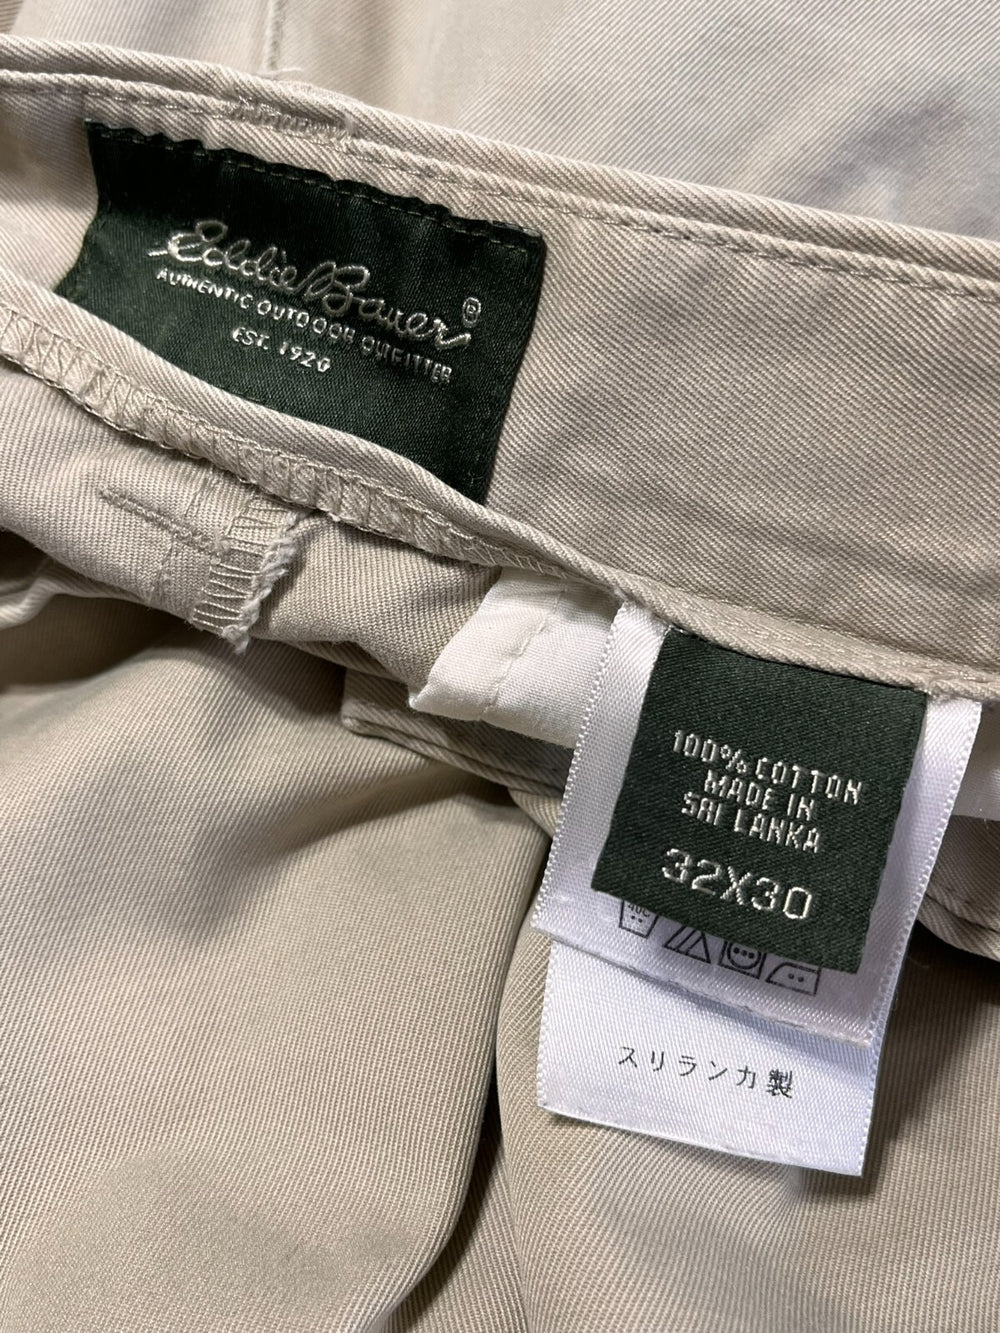 Eddie Bauer®
AUTHENTIC OUTDOOR OUTFITTER
EST. 1920
100% COTTON
MADE IN
SRI LANKA
32X30
40C
スリランカ製